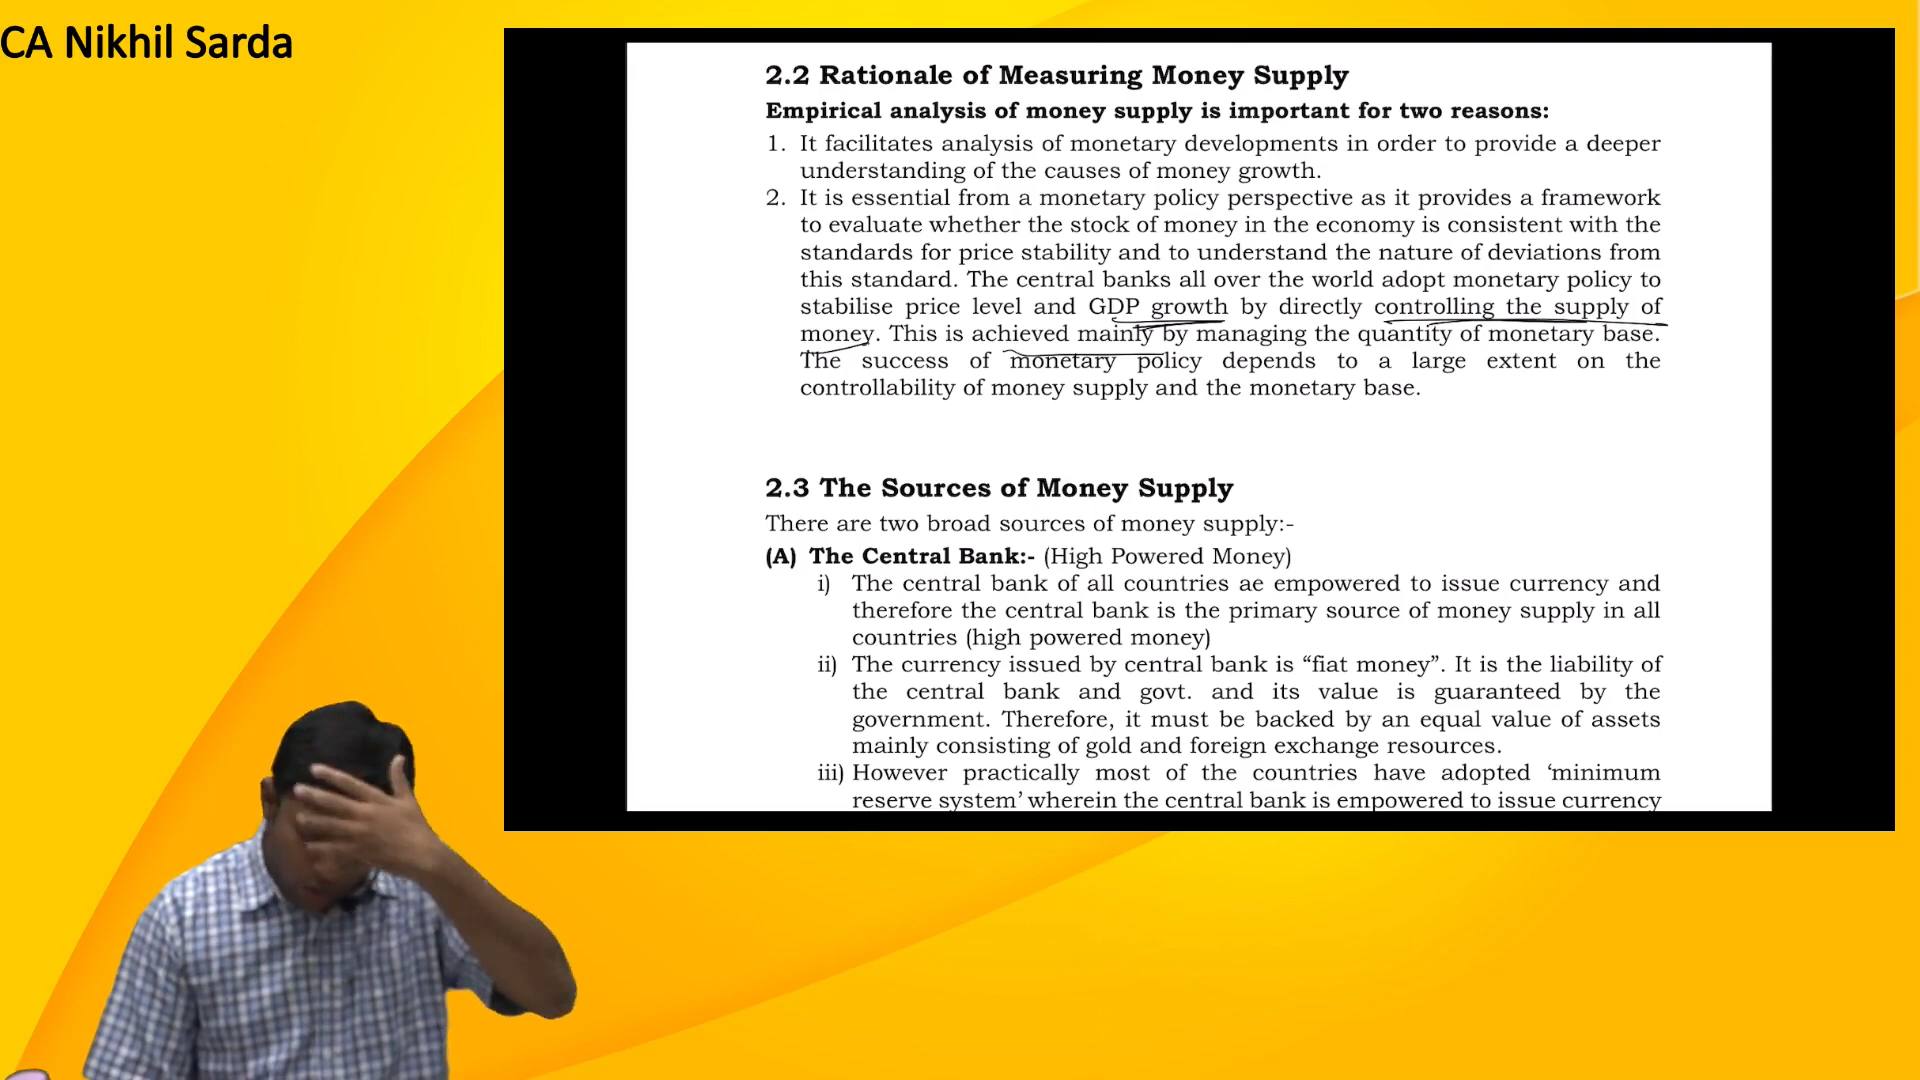 CA Nikhil Sarda
2.2 Rationale of Measuring Money Supply
Empirical analysis of money supply is important for two reasons:
1. It facilitates analysis of monetary developments in order to provide a deeper
understanding of the causes of money growth.
2. It is essential from a monetary policy perspective as it provides a framework
to evaluate whether the stock of money in the economy is consistent with the
standards for price stability and to understand the nature of deviations from
this standard. The central banks all over the world adopt monetary policy to
stabilise price level and GDP growth by directly controlling the supply of
money. This is achieved mainly by managing the quantity of monetary base.
The success of monetary policy depends to a large extent on the
controllability of money supply and the monetary base.
2.3 The Sources of Money Supply
There are two broad sources of money supply:-
(A) The Central Bank:- (High Powered Money)
i) The central bank of all countries ae empowered to issue currency and
therefore the central bank is the primary source of money supply in all
countries (high powered money)
ii) The currency issued by central bank is “fiat money”. It is the liability of
the central bank and govt. and its value is guaranteed by the
government. Therefore, it must be backed by an equal value of assets
mainly consisting of gold and foreign exchange resources.
iii) However practically most of the countries have adopted ‘minimum
reserve system’ wherein the central bank is empowered to issue currency